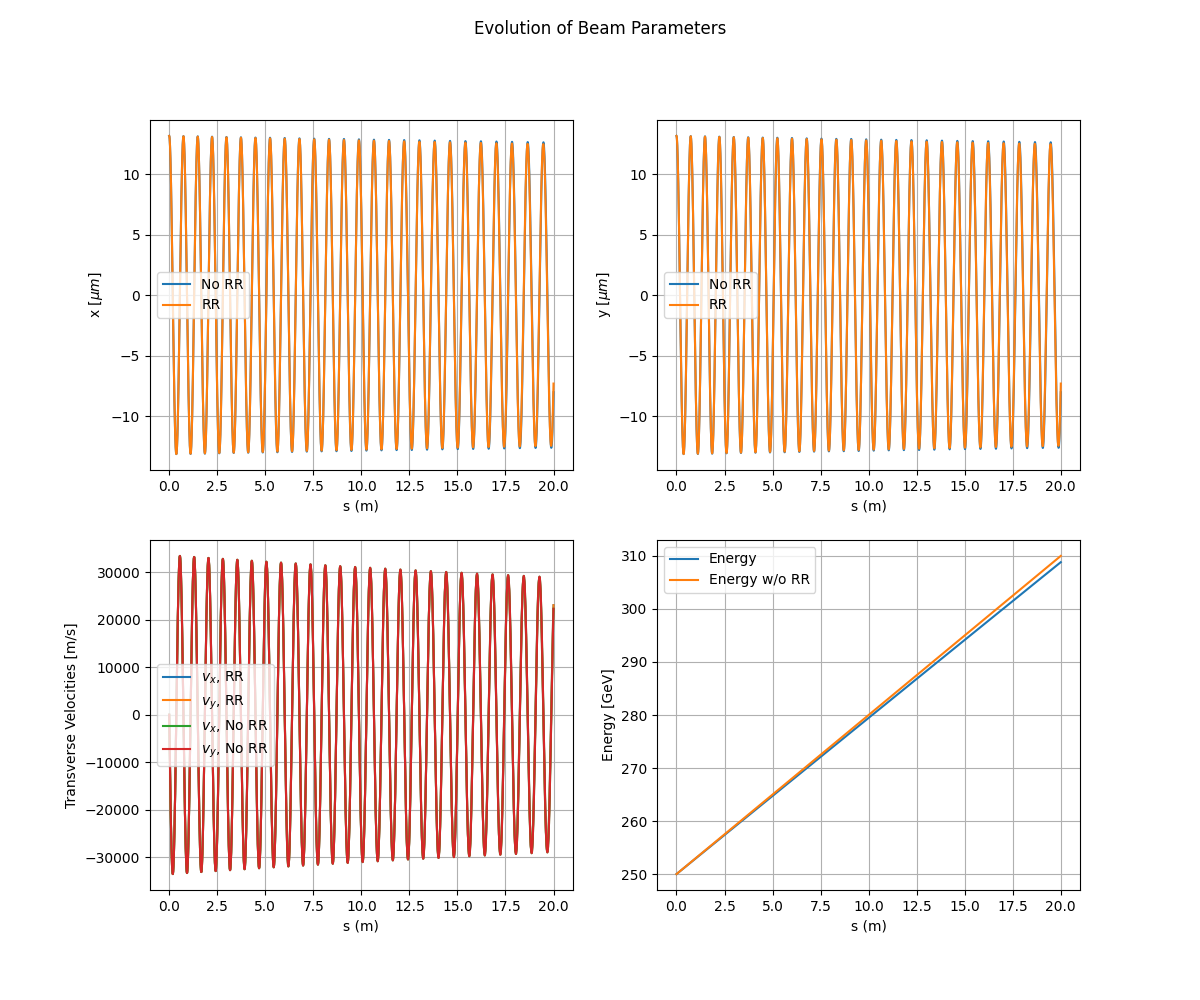 Evolution of Beam Parameters
10
5
0
−5
−10
x [μm]
No RR
RR
0.0 2.5 5.0 7.5 10.0 12.5 15.0 17.5 20.0
s (m)
10
5
0
−5
−10
y [μm]
No RR
RR
0.0 2.5 5.0 7.5 10.0 12.5 15.0 17.5 20.0
s (m)
30000
20000
10000
0
−10000
−20000
−30000
Transverse Velocities [m/s]
vₓ, RR
v_y, RR
vₓ, No RR
v_y, No RR
0.0 2.5 5.0 7.5 10.0 12.5 15.0 17.5 20.0
s (m)
310
300
290
280
270
260
250
Energy [GeV]
Energy
Energy w/o RR
0.0 2.5 5.0 7.5 10.0 12.5 15.0 17.5 20.0
s (m)